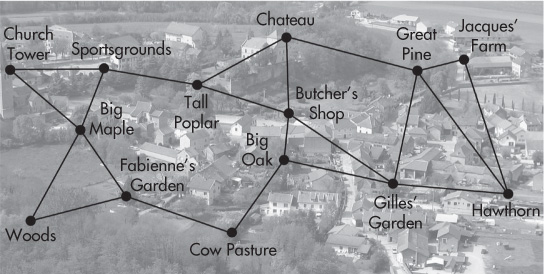 Chateau
Church
Tower
Sportsgrounds
Great
Pine
Jacques'
Farm
Tall
Poplar
Butcher's
Shop
Big
Maple
Big
Oak
Fabienne's
Garden
Woods
Cow Pasture
Gilles'
Garden
Hawthorn